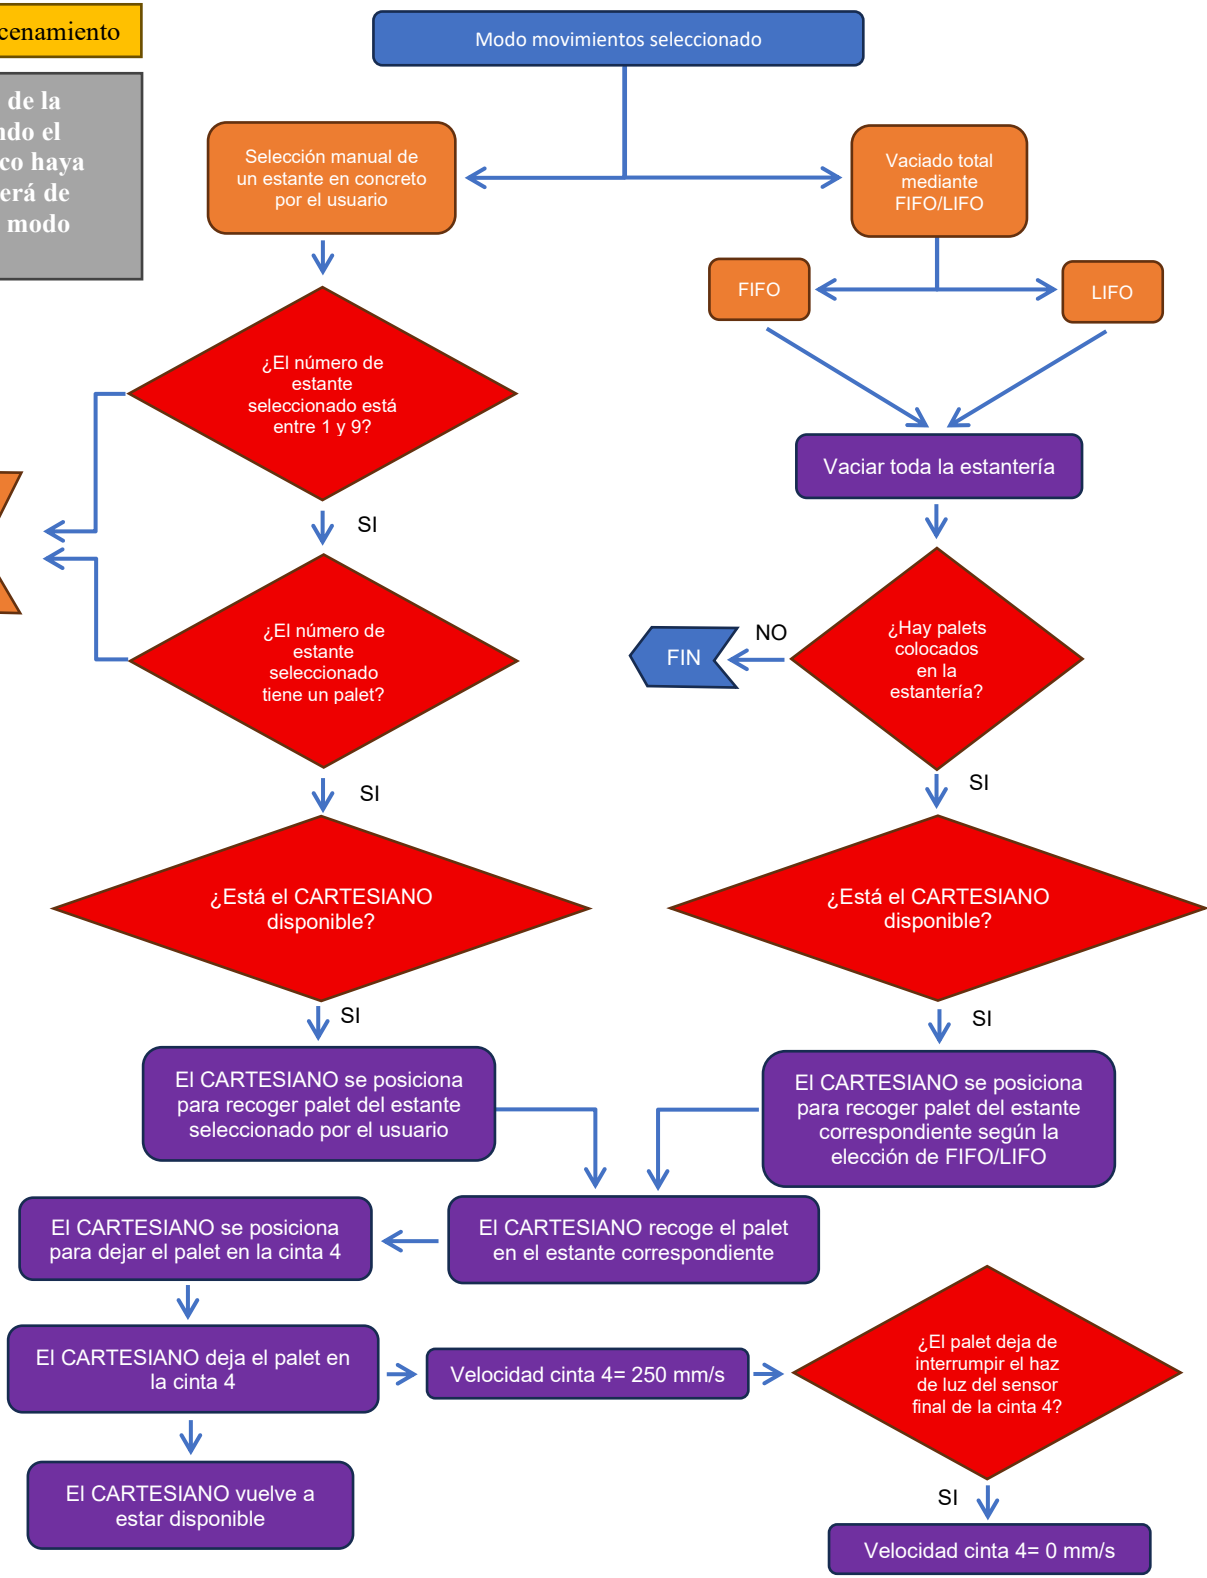 cenamiento
de la
ndo el
co haya
erá de
modo
Modo movimientos seleccionado
Selección manual de
un estante en concreto
por el usuario
Vaciado total
mediante
FIFO/LIFO
FIFO
LIFO
¿El número de
estante
seleccionado está
entre 1 y 9?
Vaciar toda la estantería
SI
¿El número de
estante
seleccionado
tiene un palet?
¿Hay palets
colocados
en la
estantería?
NO
FIN
SI
SI
¿Está el CARTESIANO
disponible?
¿Está el CARTESIANO
disponible?
SI
SI
El CARTESIANO se posiciona
para recoger palet del estante
seleccionado por el usuario
El CARTESIANO se posiciona
para recoger palet del estante
correspondiente según la
elección de FIFO/LIFO
El CARTESIANO se posiciona
para dejar el palet en la cinta 4
El CARTESIANO recoge el palet
en el estante correspondiente
El CARTESIANO deja el palet en
la cinta 4
Velocidad cinta 4= 250 mm/s
¿El palet deja de
interrumpir el haz
de luz del sensor
final de la cinta 4?
El CARTESIANO vuelve a
estar disponible
SI
Velocidad cinta 4= 0 mm/s